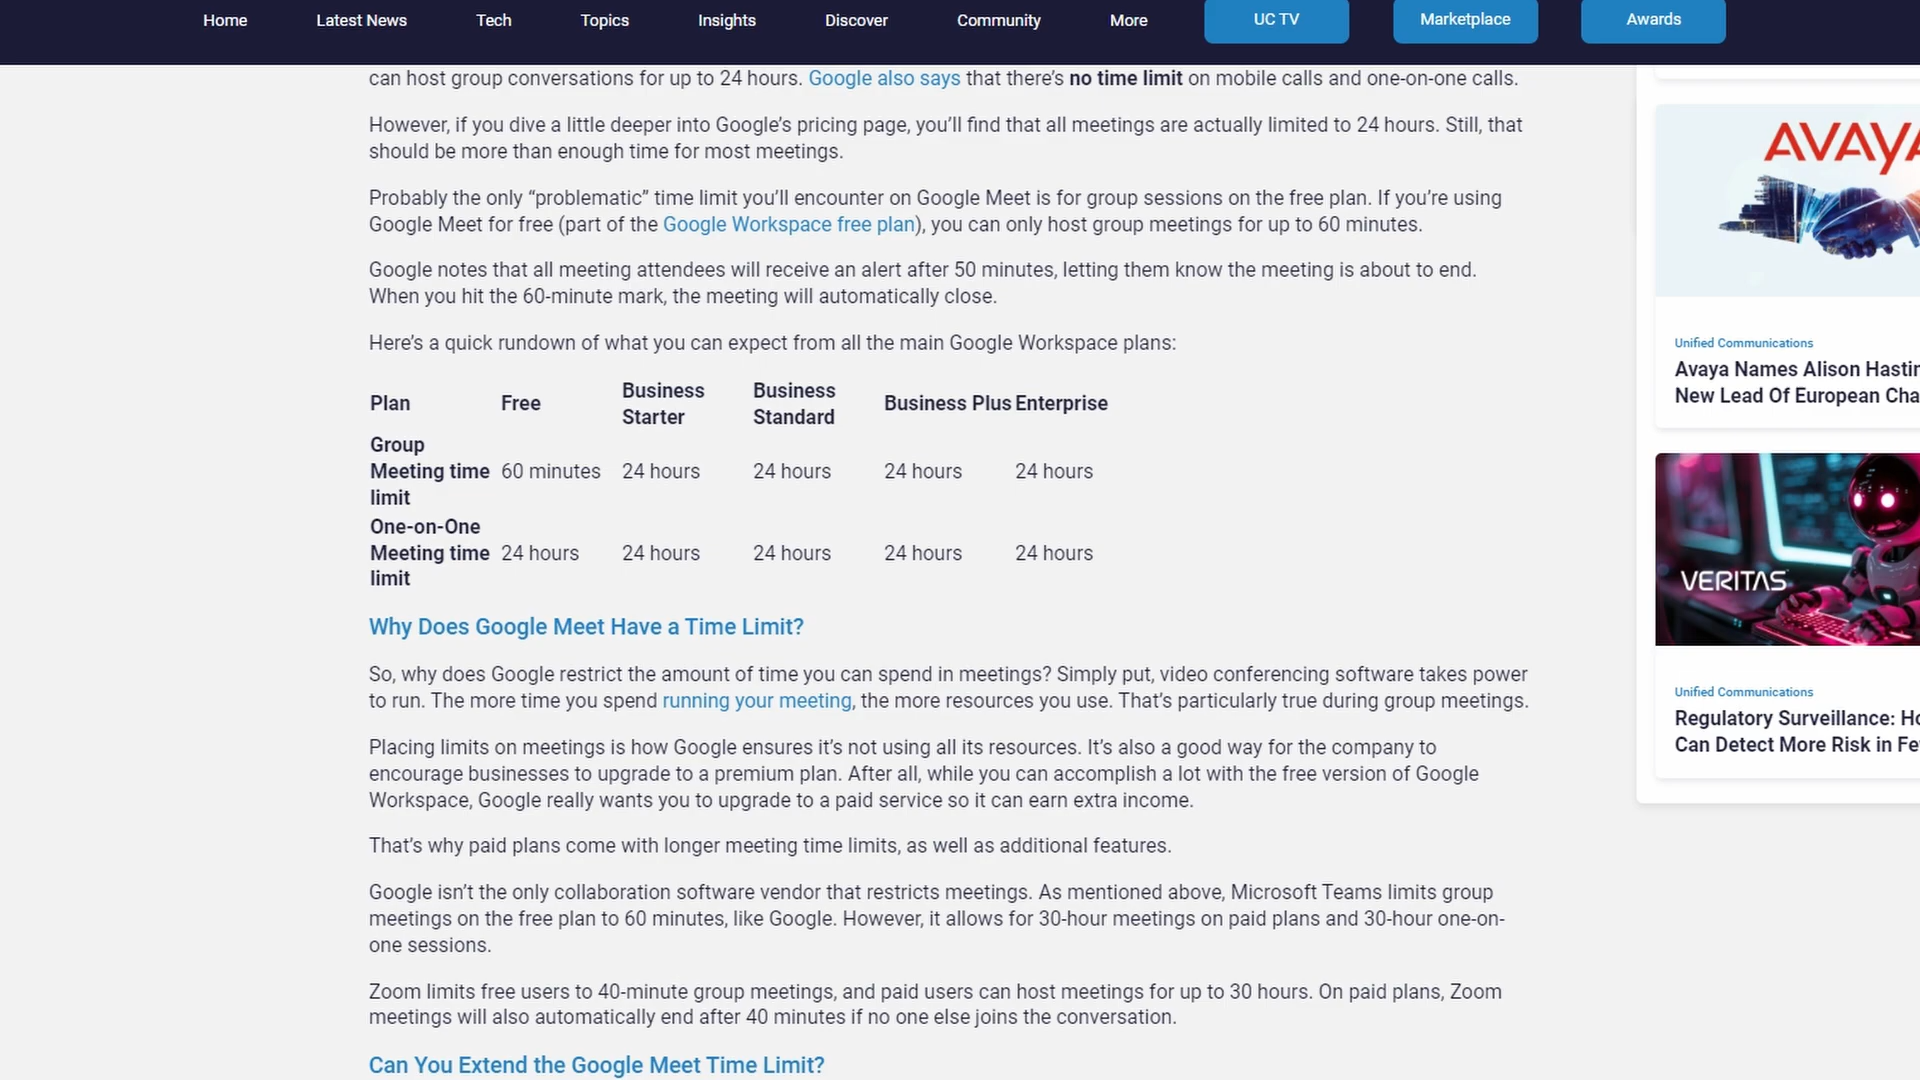 Home Latest News Tech Topics Insights Discover Community More UC TV Marketplace Awards
can host group conversations for up to 24 hours. Google also says that there's no time limit on mobile calls and one-on-one calls.
However, if you dive a little deeper into Google's pricing page, you'll find that all meetings are actually limited to 24 hours. Still, that
should be more than enough time for most meetings.
Probably the only “problematic” time limit you'll encounter on Google Meet is for group sessions on the free plan. If you're using
Google Meet for free (part of the Google Workspace free plan), you can only host group meetings for up to 60 minutes.
Google notes that all meeting attendees will receive an alert after 50 minutes, letting them know the meeting is about to end.
When you hit the 60-minute mark, the meeting will automatically close.
Here's a quick rundown of what you can expect from all the main Google Workspace plans:
Plan Free Business Starter Business Standard Business Plus Enterprise
Group Meeting time limit 60 minutes 24 hours 24 hours 24 hours 24 hours
One-on-One Meeting time limit 24 hours 24 hours 24 hours 24 hours 24 hours
Why Does Google Meet Have a Time Limit?
So, why does Google restrict the amount of time you can spend in meetings? Simply put, video conferencing software takes power
to run. The more time you spend running your meeting, the more resources you use. That's particularly true during group meetings.
Placing limits on meetings is how Google ensures it's not using all its resources. It's also a good way for the company to
encourage businesses to upgrade to a premium plan. After all, while you can accomplish a lot with the free version of Google
Workspace, Google really wants you to upgrade to a paid service so it can earn extra income.
That's why paid plans come with longer meeting time limits, as well as additional features.
Google isn't the only collaboration software vendor that restricts meetings. As mentioned above, Microsoft Teams limits group
meetings on the free plan to 60 minutes, like Google. However, it allows for 30-hour meetings on paid plans and 30-hour one-on-
one sessions.
Zoom limits free users to 40-minute group meetings, and paid users can host meetings for up to 30 hours. On paid plans, Zoom
meetings will also automatically end after 40 minutes if no one else joins the conversation.
Can You Extend the Google Meet Time Limit?
AVAYA
Unified Communications
Avaya Names Alison
New Lead Of European
VERITAS
Unified Communications
Regulatory Surveillance:
Can Detect More Risk in